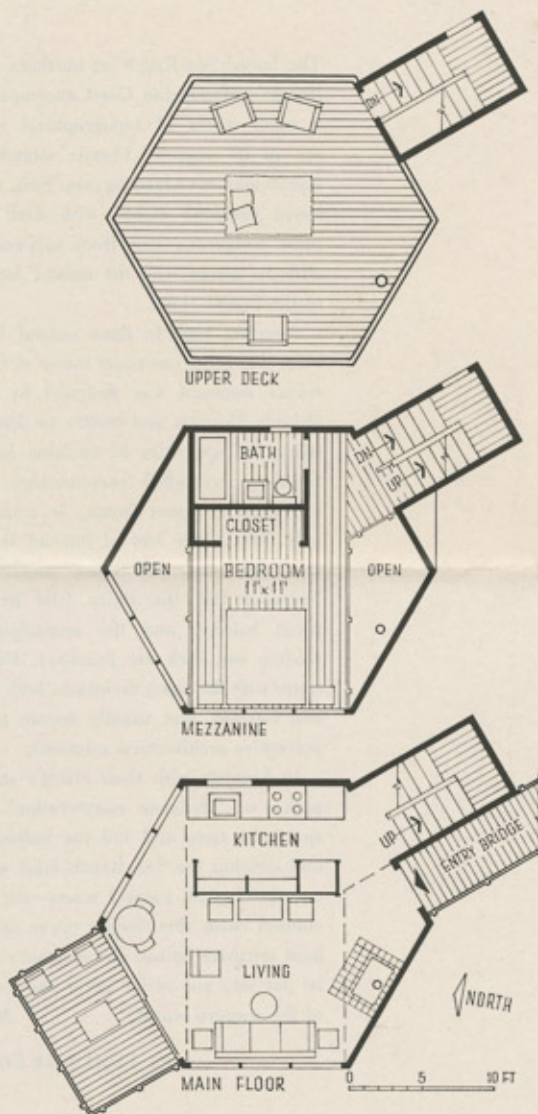 DN
UPPER DECK
BATH
DN
UP
CLOSET
OPEN
BEDROOM
11'x11'
OPEN
MEZZANINE
KITCHEN
UP
ENTRY BRIDGE
LIVING
NORTH
MAIN FLOOR
0 5 10 FT